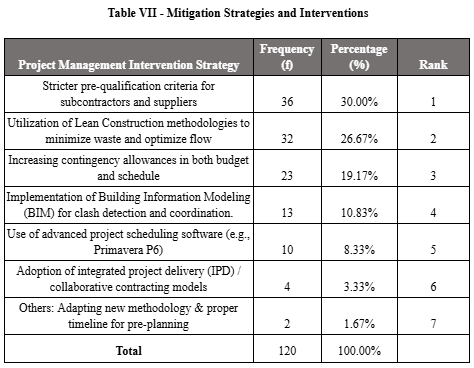 Table VII - Mitigation Strategies and Interventions
Project Management Intervention Strategy Frequency (f) Percentage (%) Rank
Stricter pre-qualification criteria for
subcontractors and suppliers 36 30.00% 1
Utilization of Lean Construction methodologies to
minimize waste and optimize flow 32 26.67% 2
Increasing contingency allowances in both budget
and schedule 23 19.17% 3
Implementation of Building Information Modeling
(BIM) for clash detection and coordination. 13 10.83% 4
Use of advanced project scheduling software (e.g.,
Primavera P6) 10 8.33% 5
Adoption of integrated project delivery (IPD) /
collaborative contracting models 4 3.33% 6
Others: Adapting new methodology & proper
timeline for pre-planning 2 1.67% 7
Total 120 100.00%